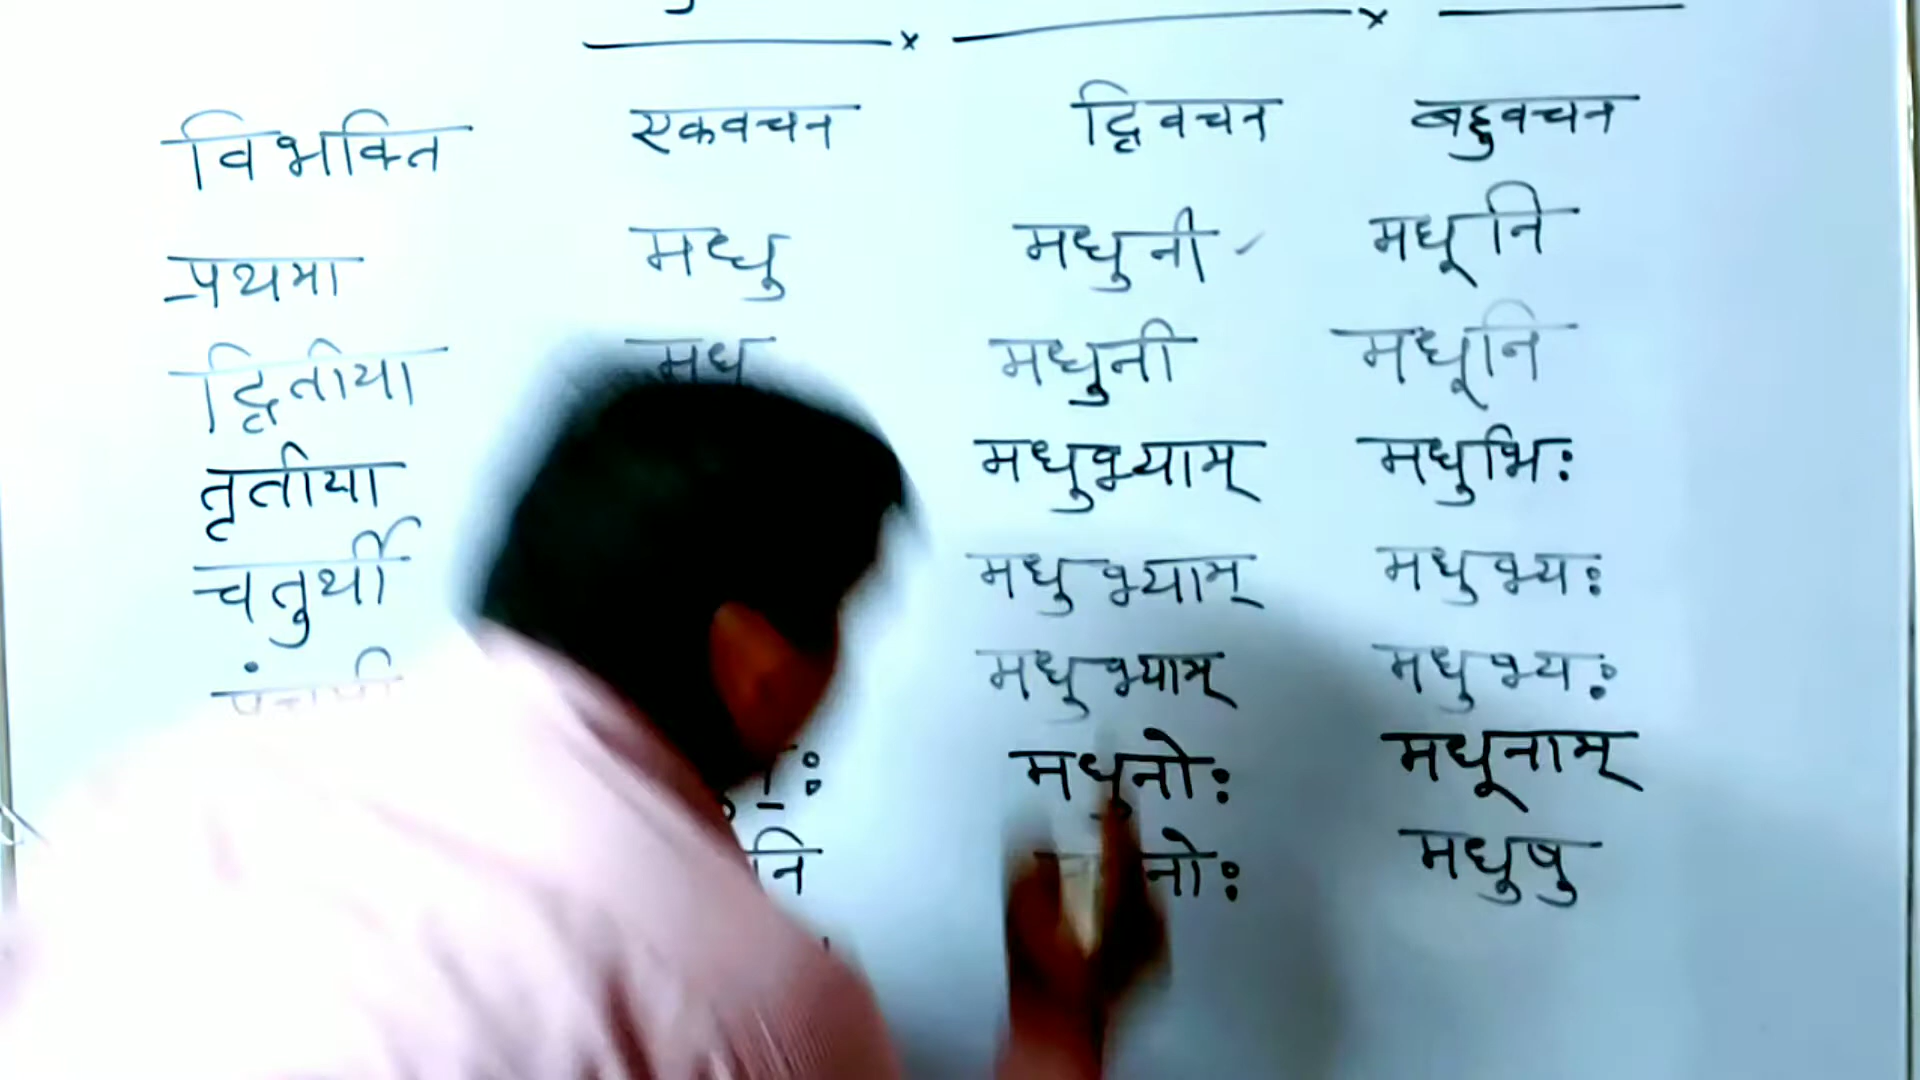 विभक्ति एकवचन द्विवचन बहुवचन
प्रथमा मधु मधुनी मधूनि
द्वितीया मधुनी मधूनि
तृतीया मधुभ्याम् मधुभिः
चतुर्थी मधुभ्याम् मधुभ्यः
मधुभ्याम् मधुभ्यः
मधुनोः मधूनाम्
मधुषु